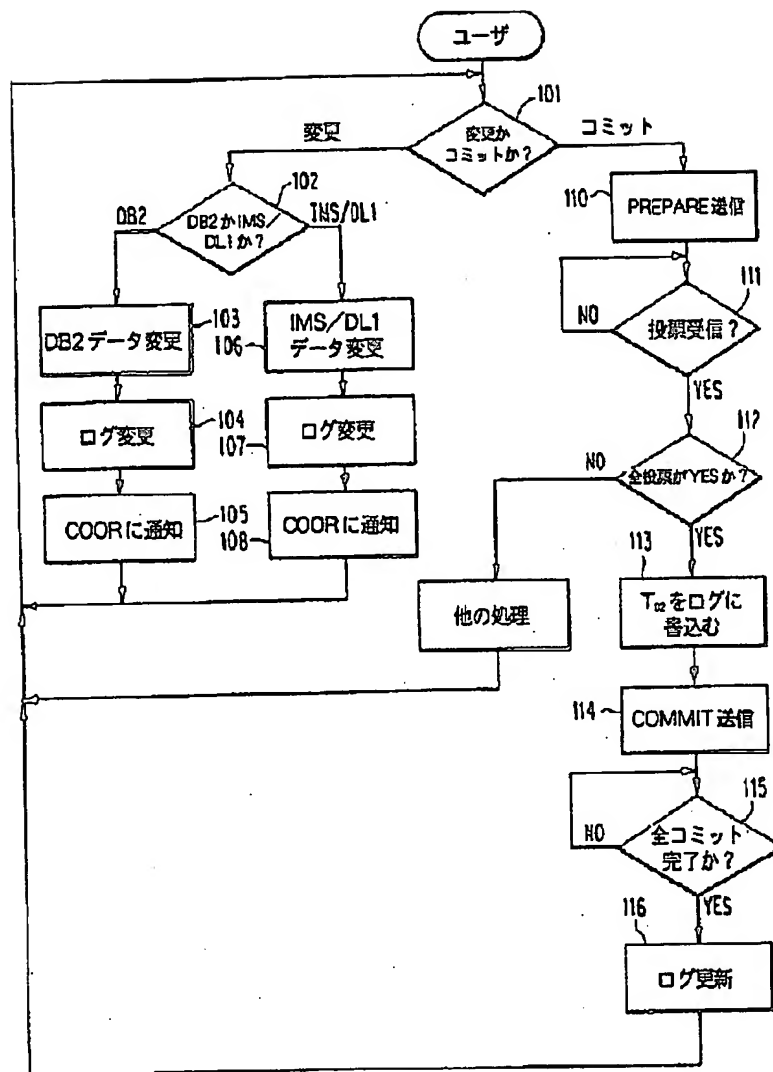 ユーザ
101
変更か
コミットか?
変更
コミット
102
DB2かIMS/
DL1か?
DB2
INS/DL1
110
PREPARE送信
111
投票受信?
NO
YES
103
DB2データ変更
IMS/DL1
データ変更
106
104
ログ変更
ログ変更
107
112
全投票がYESか?
NO
YES
105
COORに通知
COORに通知
108
113
T02をログに
書込む
他の処理
114
COMMIT送信
115
全コミット
完了か?
NO
YES
116
ログ更新